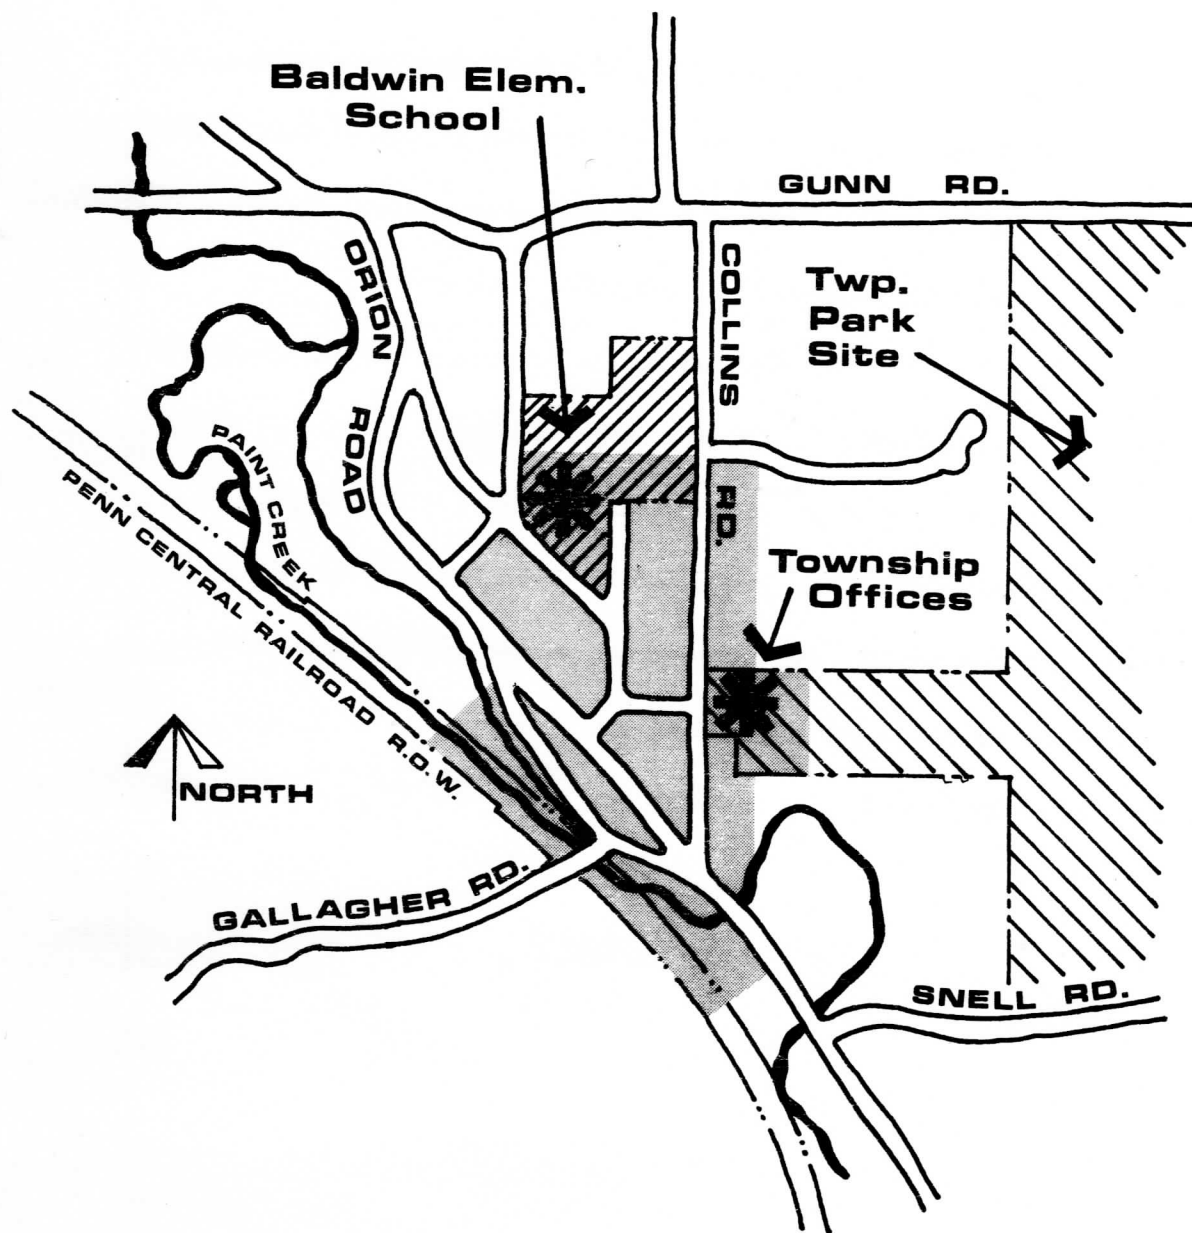 Baldwin Elem.
School
GUNN RD.
ORION
ROAD
COLLINS
RD.
Twp.
Park
Site
PAINT CREEK
PENN CENTRAL RAILROAD R.O.W.
Township
Offices
NORTH
GALLAGHER RD.
SNELL RD.